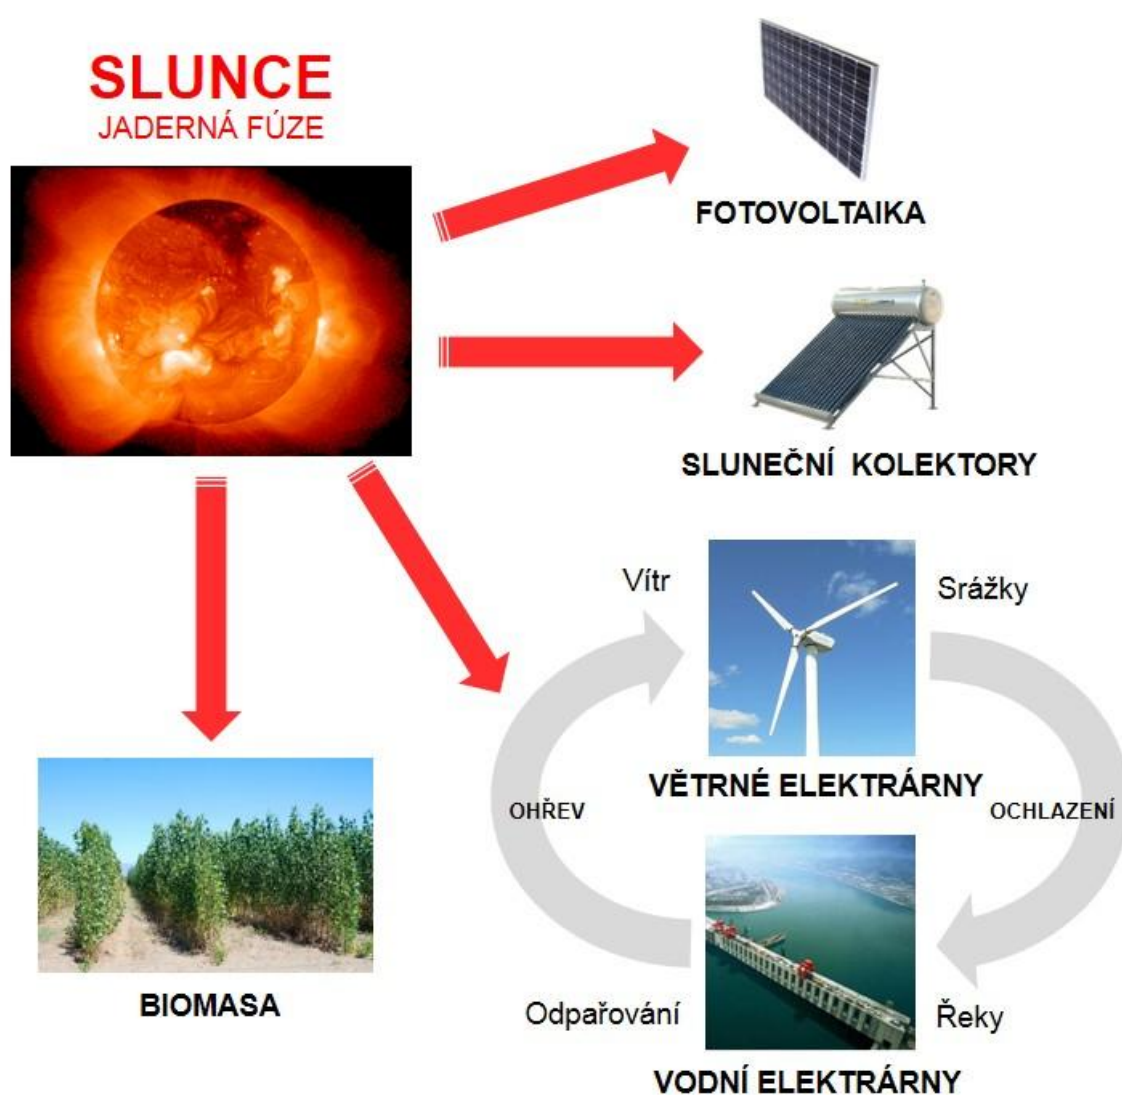 SLUNCE
JADERNÁ FÚZE
FOTOVOLTAIKA
SLUNEČNÍ KOLEKTORY
Vítr
Srážky
VĚTRNÉ ELEKTRÁRNY
OHŘEV
OCHLAZENÍ
BIOMASA
Odpařování
Řeky
VODNÍ ELEKTRÁRNY